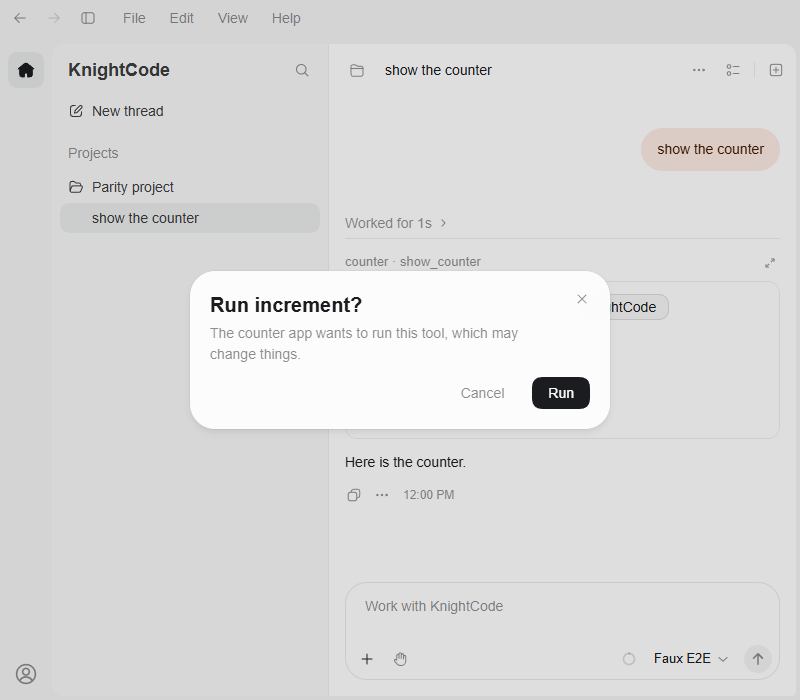 File Edit View Help
KnightCode
New thread
Projects
Parity project
show the counter
show the counter
show the counter
Worked for 1s
counter · show_counter
Run increment?
The counter app wants to run this tool, which may
change things.
Cancel Run
Here is the counter.
12:00 PM
Work with KnightCode
Faux E2E